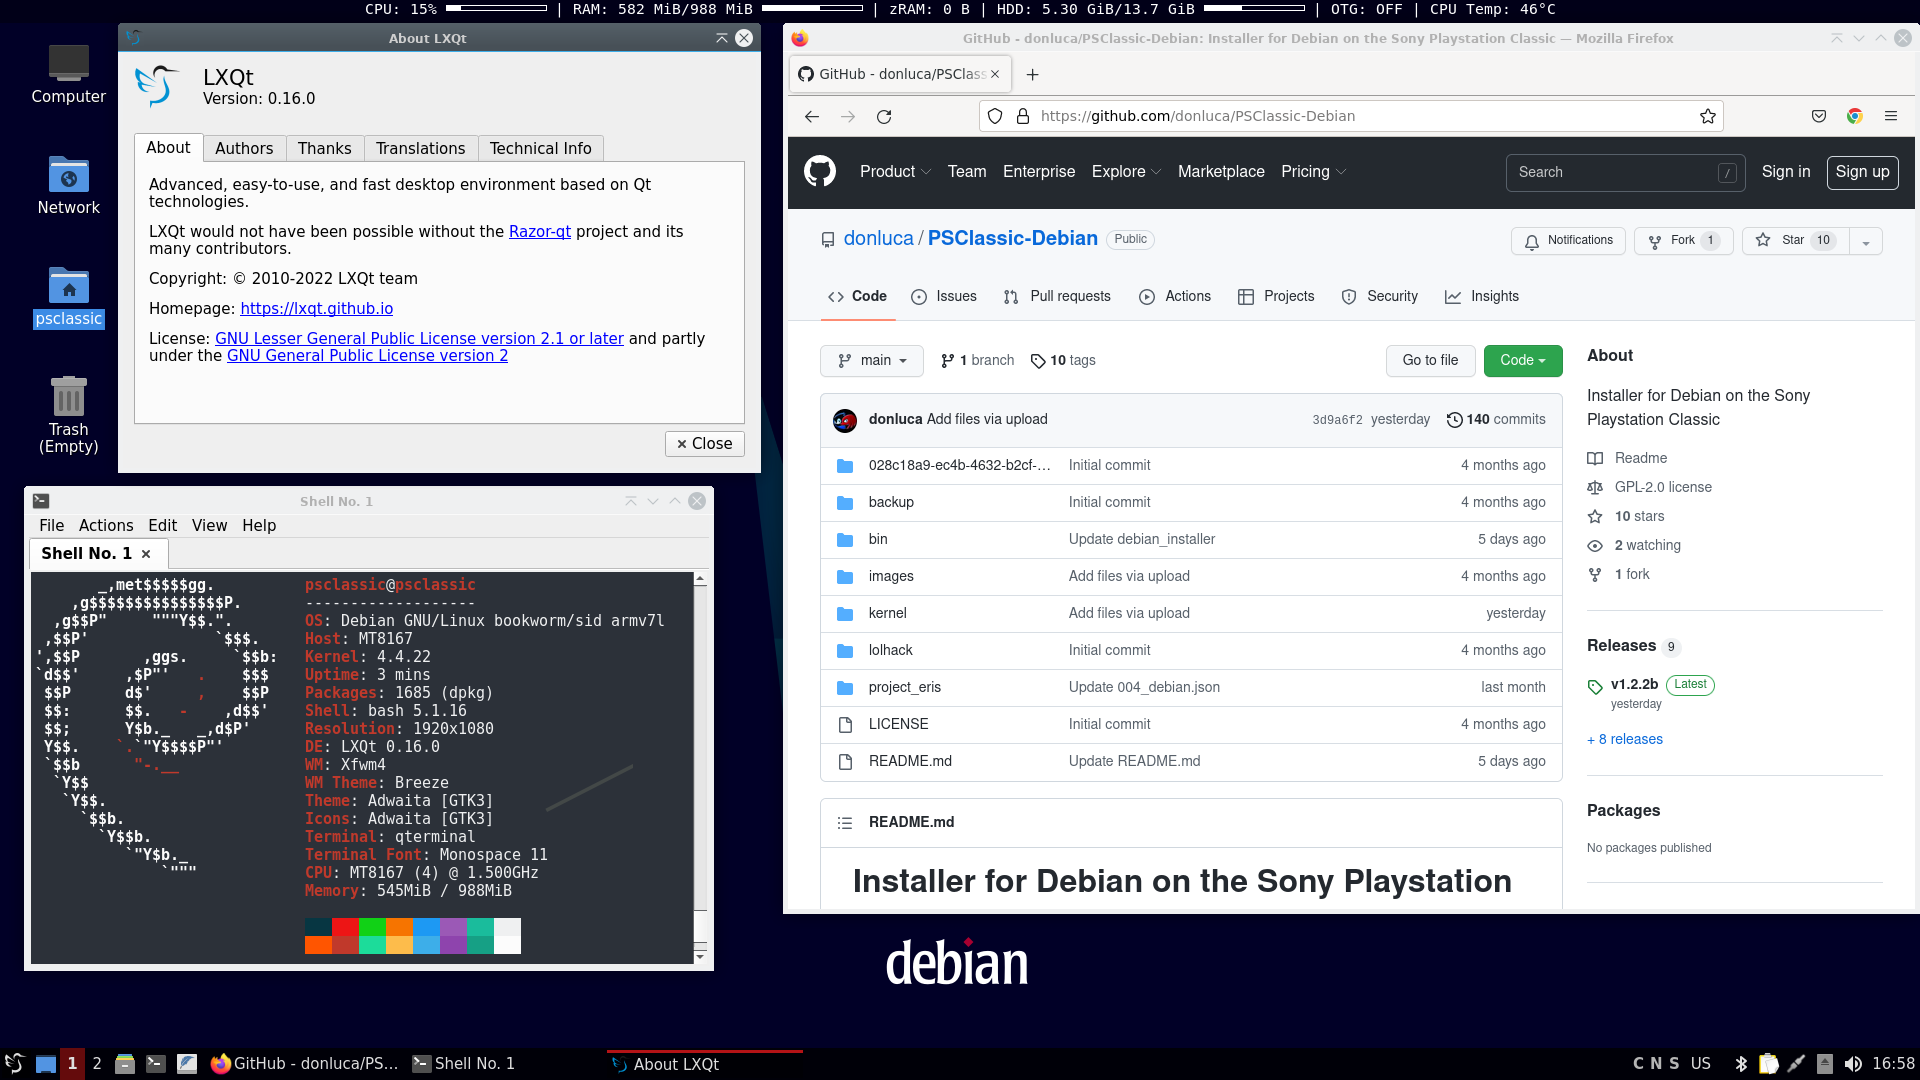 CPU: 15% | RAM: 582 MiB/988 MiB | zRAM: 0 B | HDD: 5.30 GiB/13.7 GiB | OTG: OFF | CPU Temp: 46°C
Computer
Network
psclassic
Trash
(Empty)
About LXQt
LXQt
Version: 0.16.0
About Authors Thanks Translations Technical Info
Advanced, easy-to-use, and fast desktop environment based on Qt
technologies.
LXQt would not have been possible without the Razor-qt project and its
many contributors.
Copyright: © 2010-2022 LXQt team
Homepage: https://lxqt.github.io
License: GNU Lesser General Public License version 2.1 or later and partly
under the GNU General Public License version 2
Close
Shell No. 1
File Actions Edit View Help
Shell No. 1
_,met$$$$$gg. psclassic@psclassic
,g$$$$$$$$$$$$$$$P. -------------------
,g$$P" """Y$$.". OS: Debian GNU/Linux bookworm/sid armv7l
,$$P' `$$$. Host: MT8167
',$$P ,ggs. `$$b: Kernel: 4.4.22
`d$$' ,$P"' . $$$ Uptime: 3 mins
$$P d$' , $$P Packages: 1685 (dpkg)
$$: $$. - ,d$$' Shell: bash 5.1.16
$$; Y$b._ _,d$P' Resolution: 1920x1080
Y$$. `.`"Y$$$$P"' DE: LXQt 0.16.0
`$$b "-.__ WM: Xfwm4
`Y$$ WM Theme: Breeze
`Y$$. Theme: Adwaita [GTK3]
`$$b. Icons: Adwaita [GTK3]
`Y$$b. Terminal: qterminal
`"Y$b._ Terminal Font: Monospace 11
`""" CPU: MT8167 (4) @ 1.500GHz
Memory: 545MiB / 988MiB
GitHub - donluca/PSClassic-Debian: Installer for Debian on the Sony Playstation Classic — Mozilla Firefox
GitHub - donluca/PSClass
https://github.com/donluca/PSClassic-Debian
Product Team Enterprise Explore Marketplace Pricing Search / Sign in Sign up
donluca / PSClassic-Debian Public Notifications Fork 1 Star 10
Code Issues Pull requests Actions Projects Security Insights
main 1 branch 10 tags Go to file Code
donluca Add files via upload 3d9a6f2 yesterday 140 commits
028c18a9-ec4b-4632-b2cf-… Initial commit 4 months ago
backup Initial commit 4 months ago
bin Update debian_installer 5 days ago
images Add files via upload 4 months ago
kernel Add files via upload yesterday
lolhack Initial commit 4 months ago
project_eris Update 004_debian.json last month
LICENSE Initial commit 4 months ago
README.md Update README.md 5 days ago
README.md
Installer for Debian on the Sony Playstation
About
Installer for Debian on the Sony
Playstation Classic
Readme
GPL-2.0 license
10 stars
2 watching
1 fork
Releases 9
v1.2.2b Latest
yesterday
+ 8 releases
Packages
No packages published
debian
1 2 GitHub - donluca/PS… Shell No. 1 About LXQt C N S US 16:58